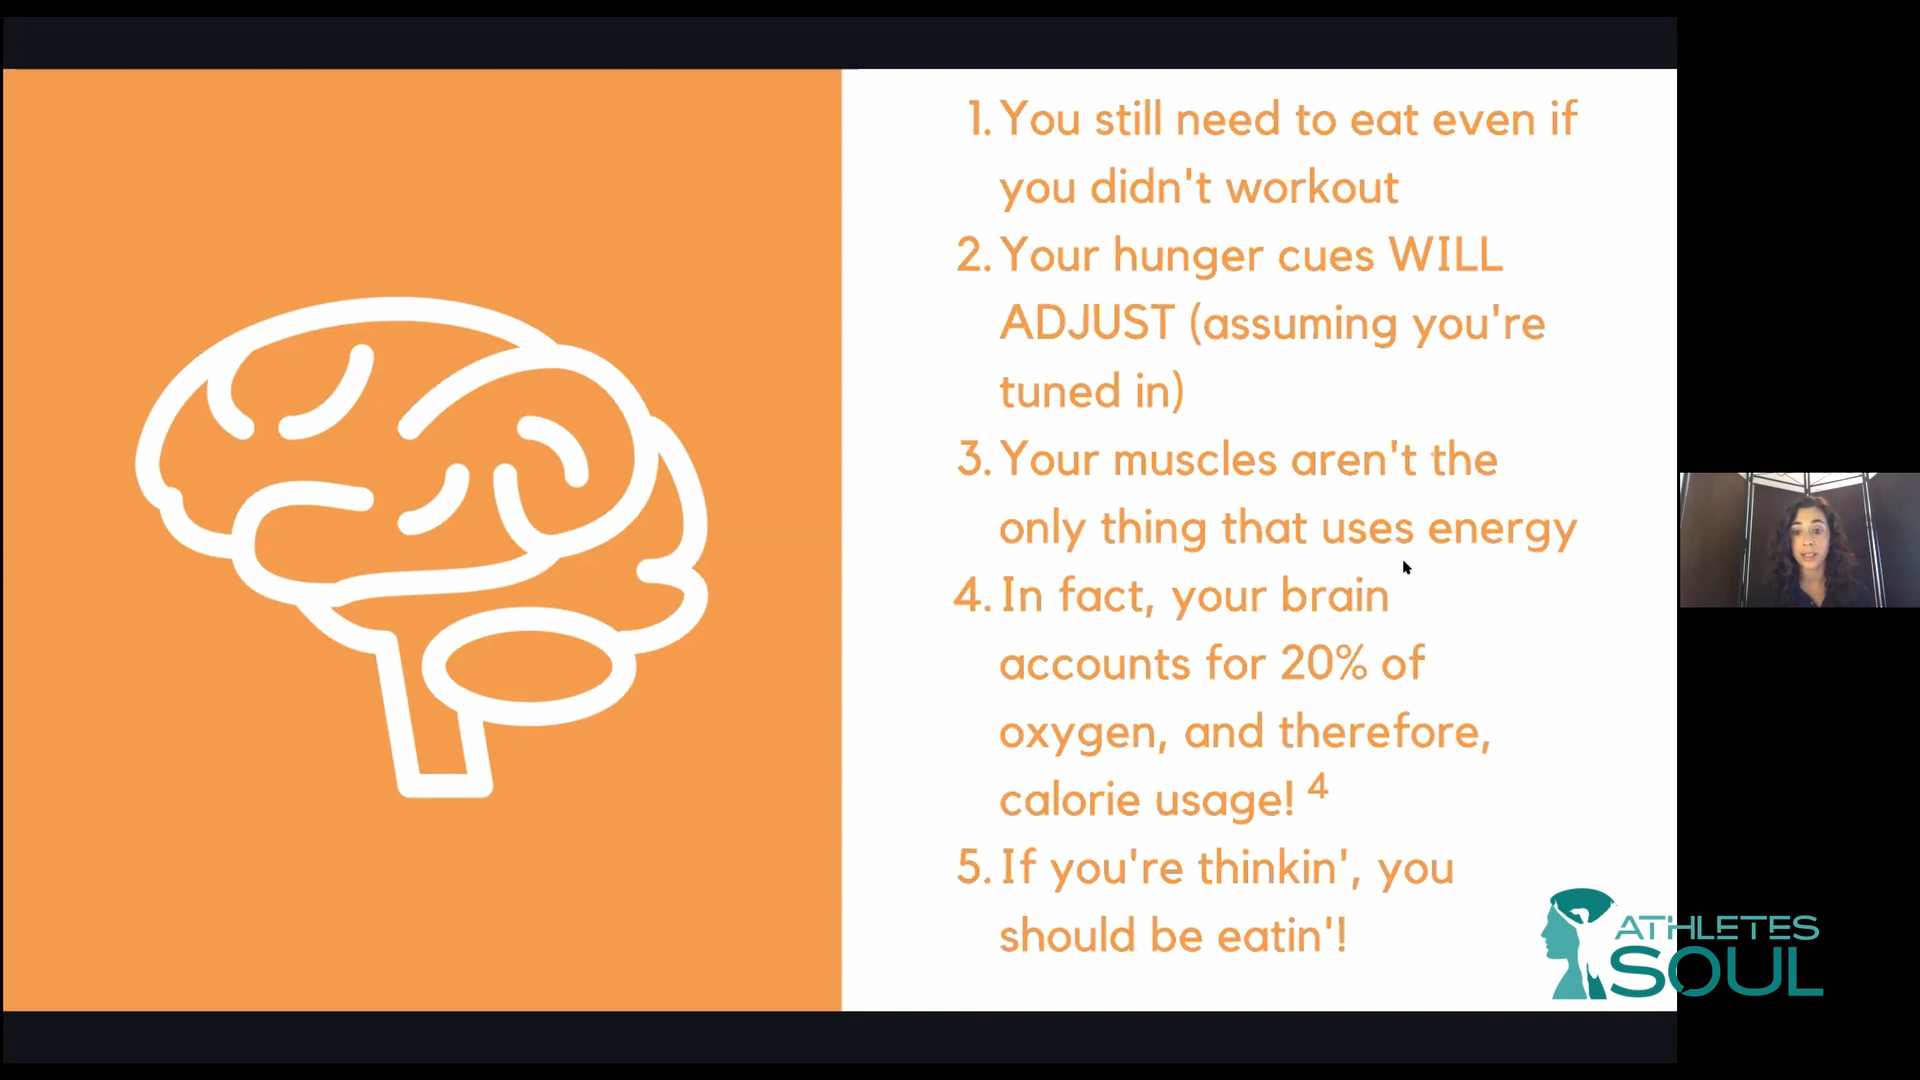 1. You still need to eat even if
you didn't workout
2. Your hunger cues WILL
ADJUST (assuming you're
tuned in)
3. Your muscles aren't the
only thing that uses energy
4. In fact, your brain
accounts for 20% of
oxygen, and therefore,
calorie usage! 4
5. If you're thinkin', you
should be eatin'!
ATHLETES
SOUL